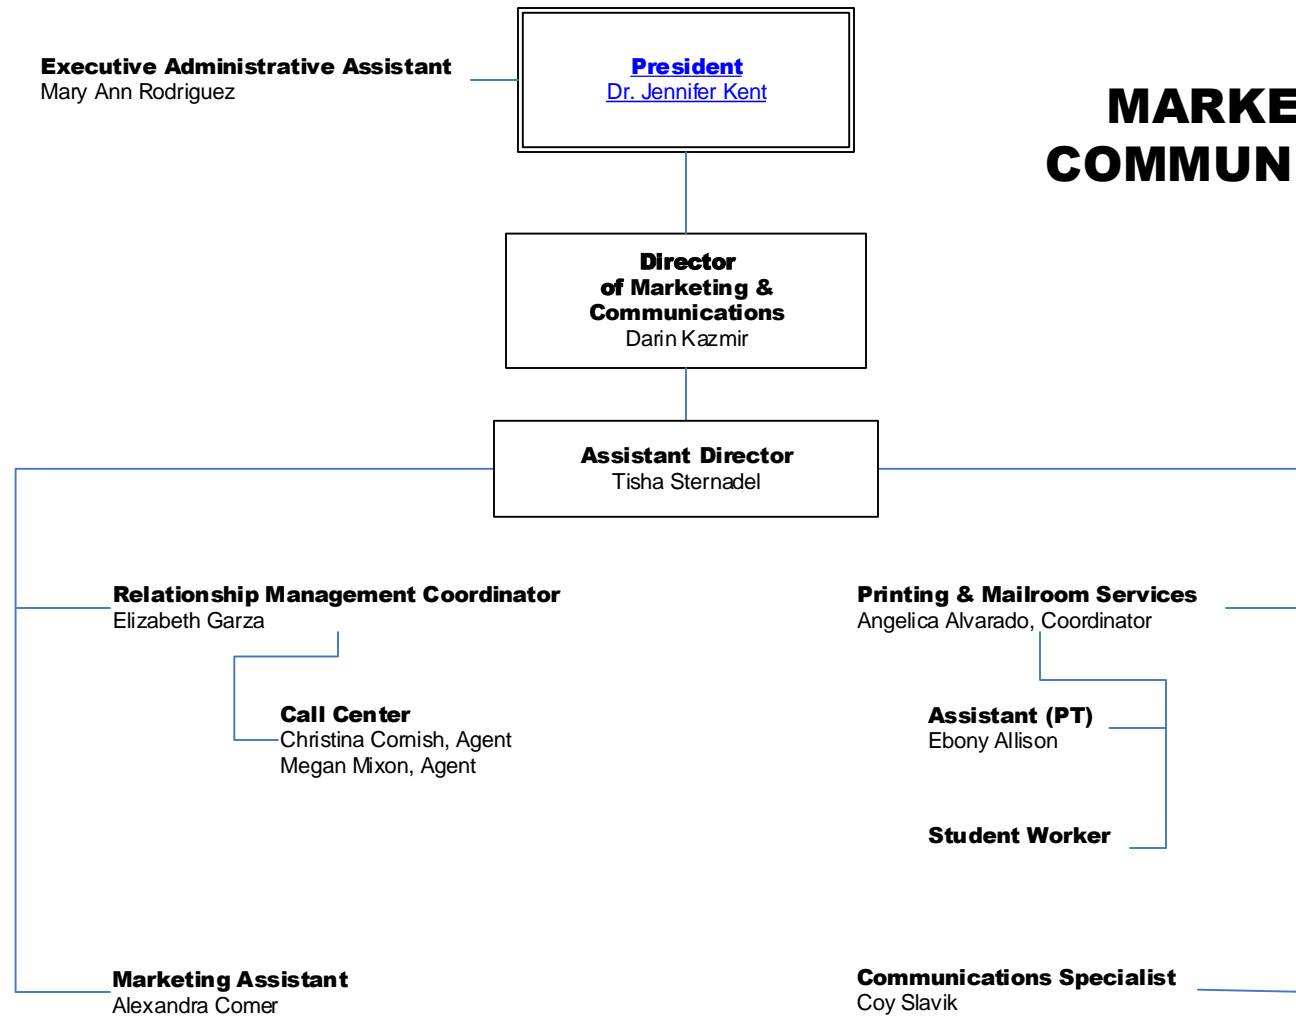 Executive Administrative Assistant
Mary Ann Rodriguez
President
Dr. Jennifer Kent
MARKE
COMMUN
Director
of Marketing &
Communications
Darin Kazmir
Assistant Director
Tisha Sternadel
Relationship Management Coordinator
Elizabeth Garza
Printing & Mailroom Services
Angelica Alvarado, Coordinator
Call Center
Christina Cornish, Agent
Megan Mixon, Agent
Assistant (PT)
Ebony Allison
Student Worker
Marketing Assistant
Alexandra Comer
Communications Specialist
Coy Slavik